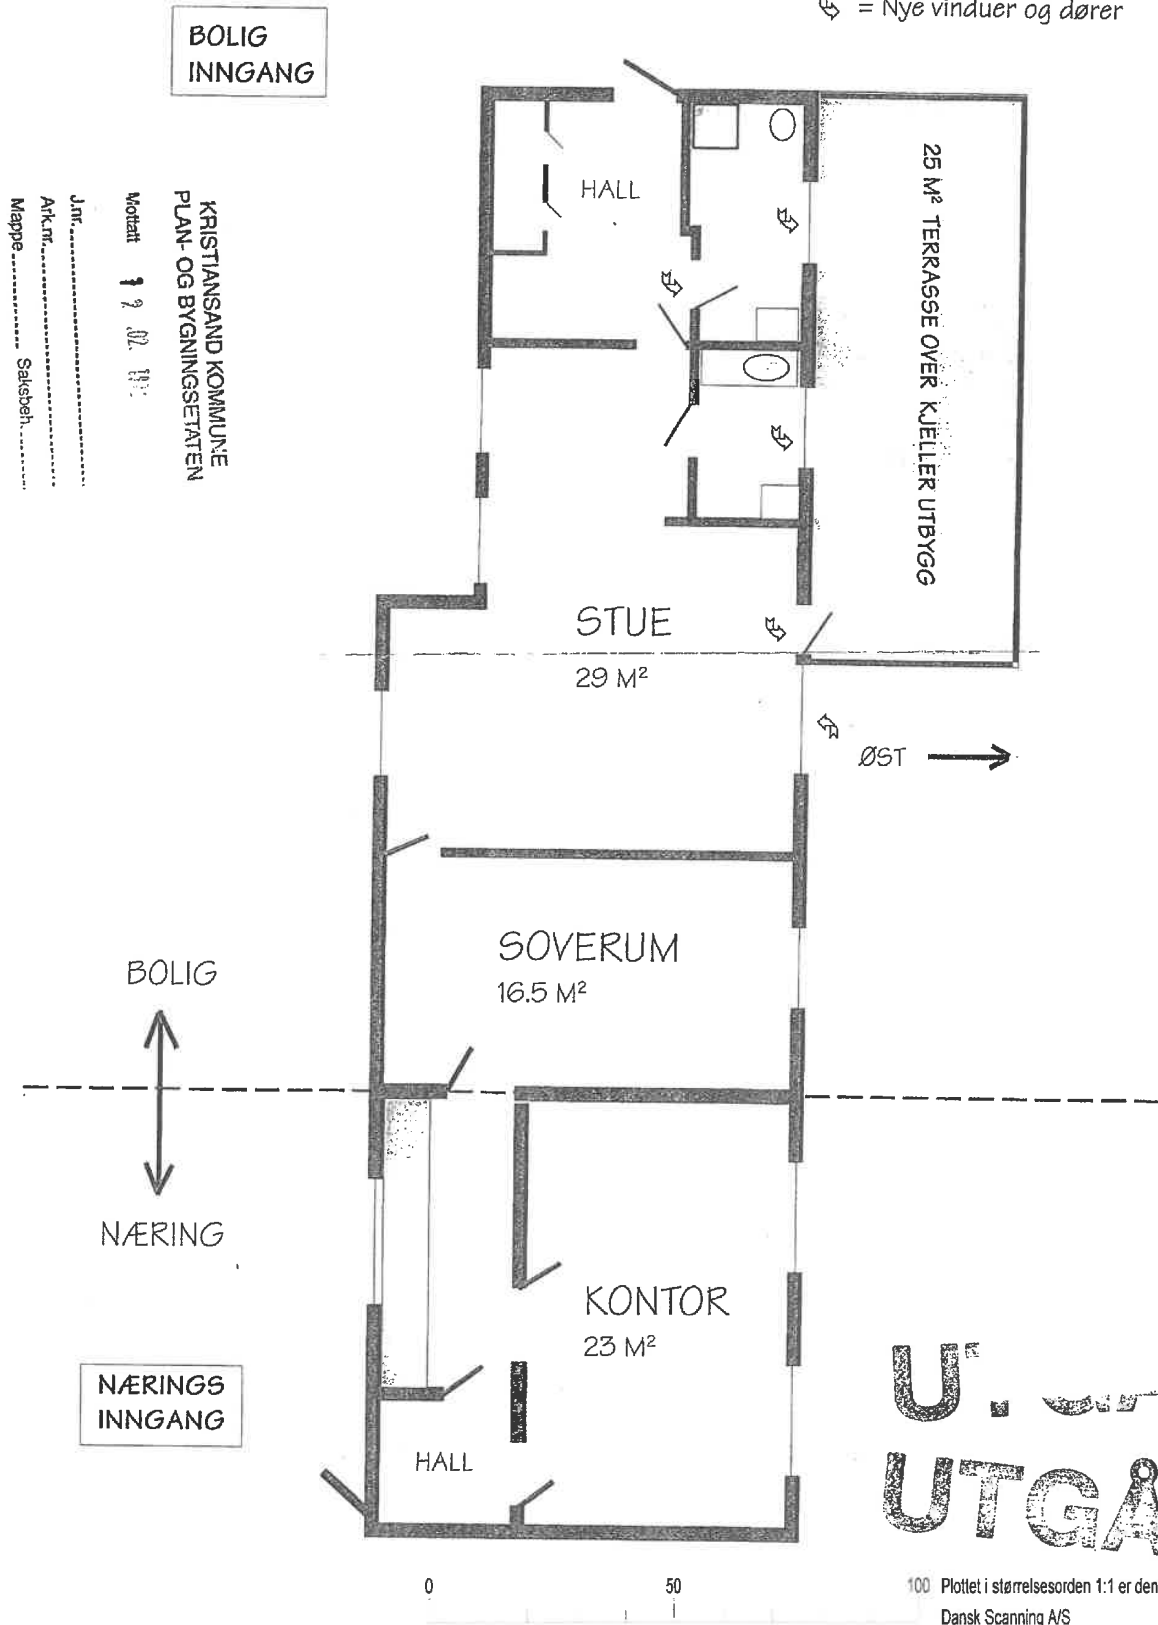 = Nye vinduer og dører
BOLIG
INNGANG
KRISTIANSAND KOMMUNE
PLAN- OG BYGNINGSETATEN
Mottatt 12 .02.
J.nr.
Ark.nr.
Mappe Saksbeh.
HALL
25 M² TERRASSE OVER KJELLER UTBYGG
STUE
29 M²
ØST
SOVERUM
16.5 M²
BOLIG
NÆRING
KONTOR
23 M²
NÆRINGS
INNGANG
HALL
UTGÅ
0 50 100 Plottet i størrelsesorden 1:1 er den
Dansk Scanning A/S